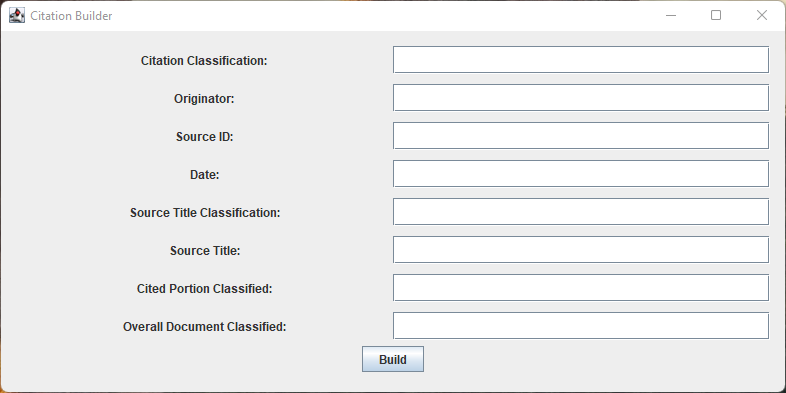 Citation Builder
Citation Classification:
Originator:
Source ID:
Date:
Source Title Classification:
Source Title:
Cited Portion Classified:
Overall Document Classified:
Build